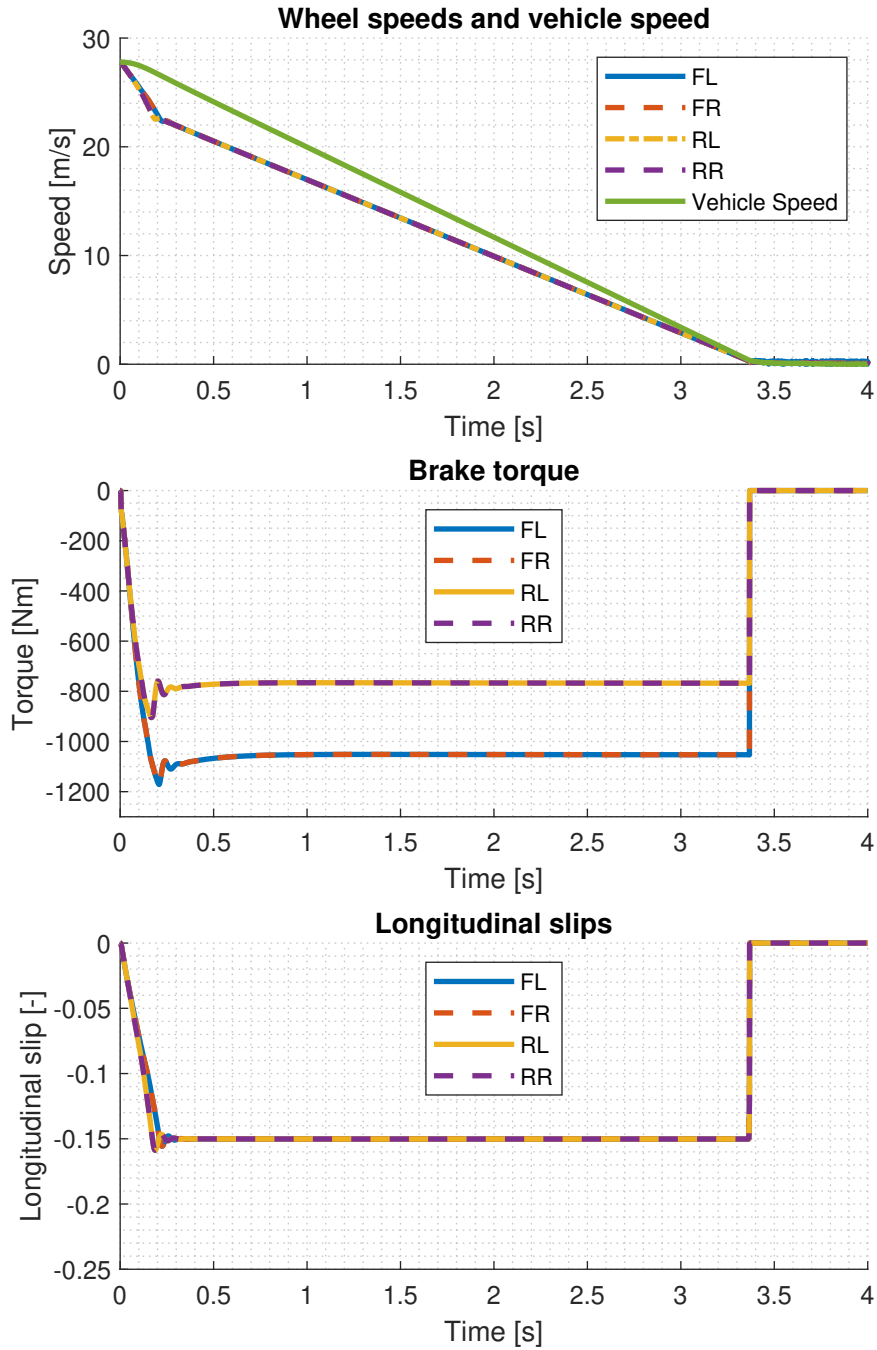 Wheel speeds and vehicle speed
30
20
10
0
Speed [m/s]
FL
FR
RL
RR
Vehicle Speed
0 0.5 1 1.5 2 2.5 3 3.5 4
Time [s]
Brake torque
0
-200
-400
-600
-800
-1000
-1200
Torque [Nm]
FL
FR
RL
RR
0 0.5 1 1.5 2 2.5 3 3.5 4
Time [s]
Longitudinal slips
0
-0.05
-0.1
-0.15
-0.2
-0.25
Longitudinal slip [-]
FL
FR
RL
RR
0 0.5 1 1.5 2 2.5 3 3.5 4
Time [s]